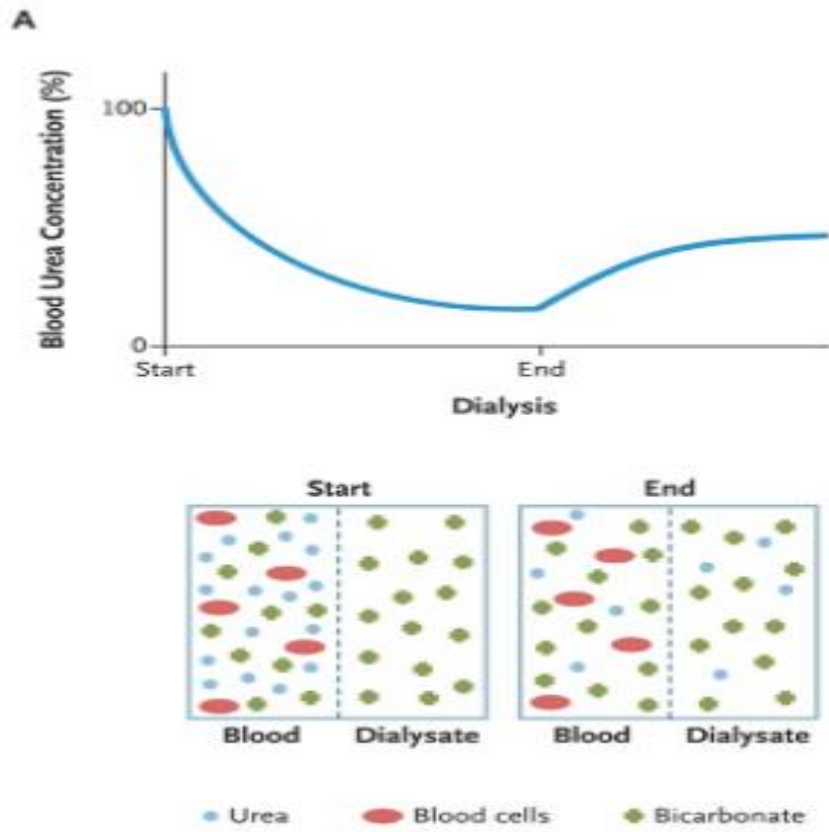 A
Blood Urea Concentration (%)
100
0
Start End
Dialysis
Start End
Blood Dialysate Blood Dialysate
Urea Blood cells Bicarbonate